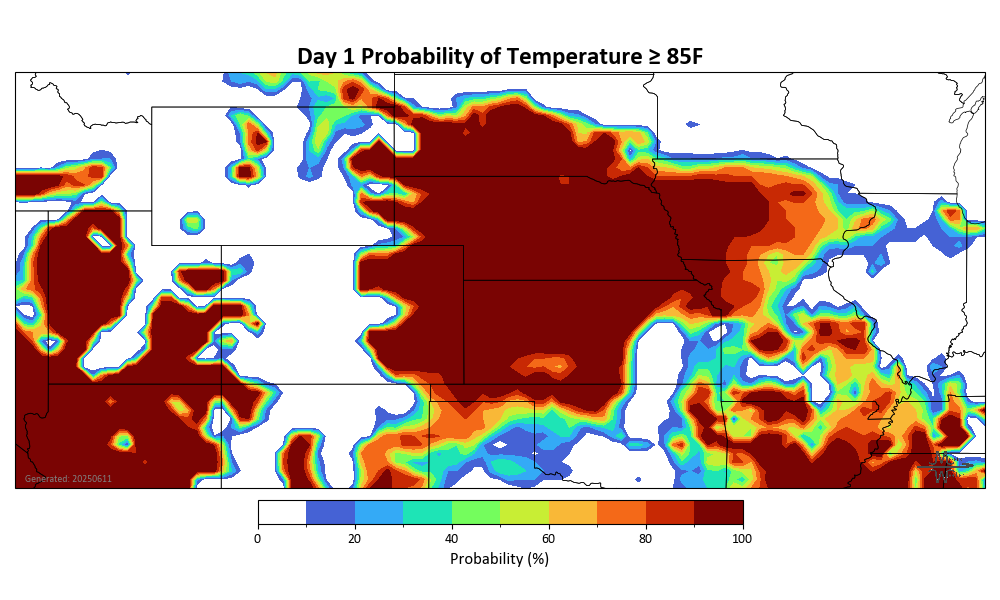 Day 1 Probability of Temperature ≥ 85F
Generated: 20250611
0 20 40 60 80 100
Probability (%)